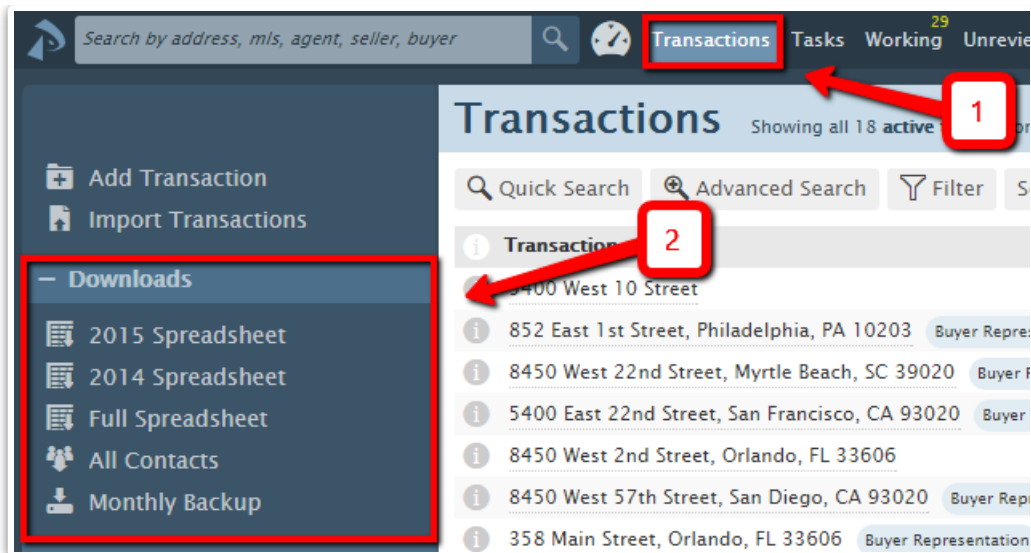 Search by address, mls, agent, seller, buyer
Transactions
Tasks
Working
29
1
Transactions
Showing all 18 active
Add Transaction
Import Transactions
Quick Search
Advanced Search
Filter
2
Transaction
– Downloads
2015 Spreadsheet
2014 Spreadsheet
Full Spreadsheet
All Contacts
Monthly Backup
5400 West 10 Street
852 East 1st Street, Philadelphia, PA 10203
8450 West 22nd Street, Myrtle Beach, SC 39020 Buyer
5400 East 22nd Street, San Francisco, CA 93020 Buyer
8450 West 2nd Street, Orlando, FL 33606
8450 West 57th Street, San Diego, CA 93020 Buyer
358 Main Street, Orlando, FL 33606 Buyer Representation